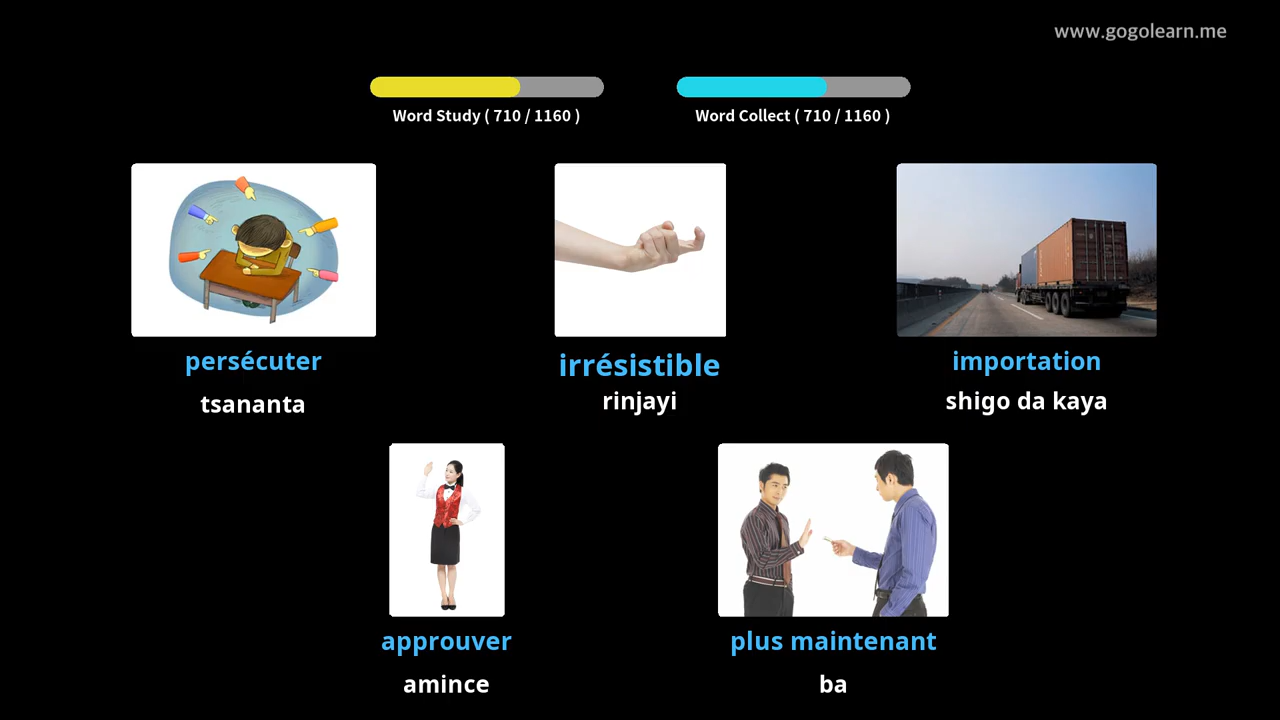 www.gogolearn.me
Word Study ( 710 / 1160 )
Word Collect ( 710 / 1160 )
persécuter
tsananta
irrésistible
rinjayi
importation
shigo da kaya
approuver
amince
plus maintenant
ba